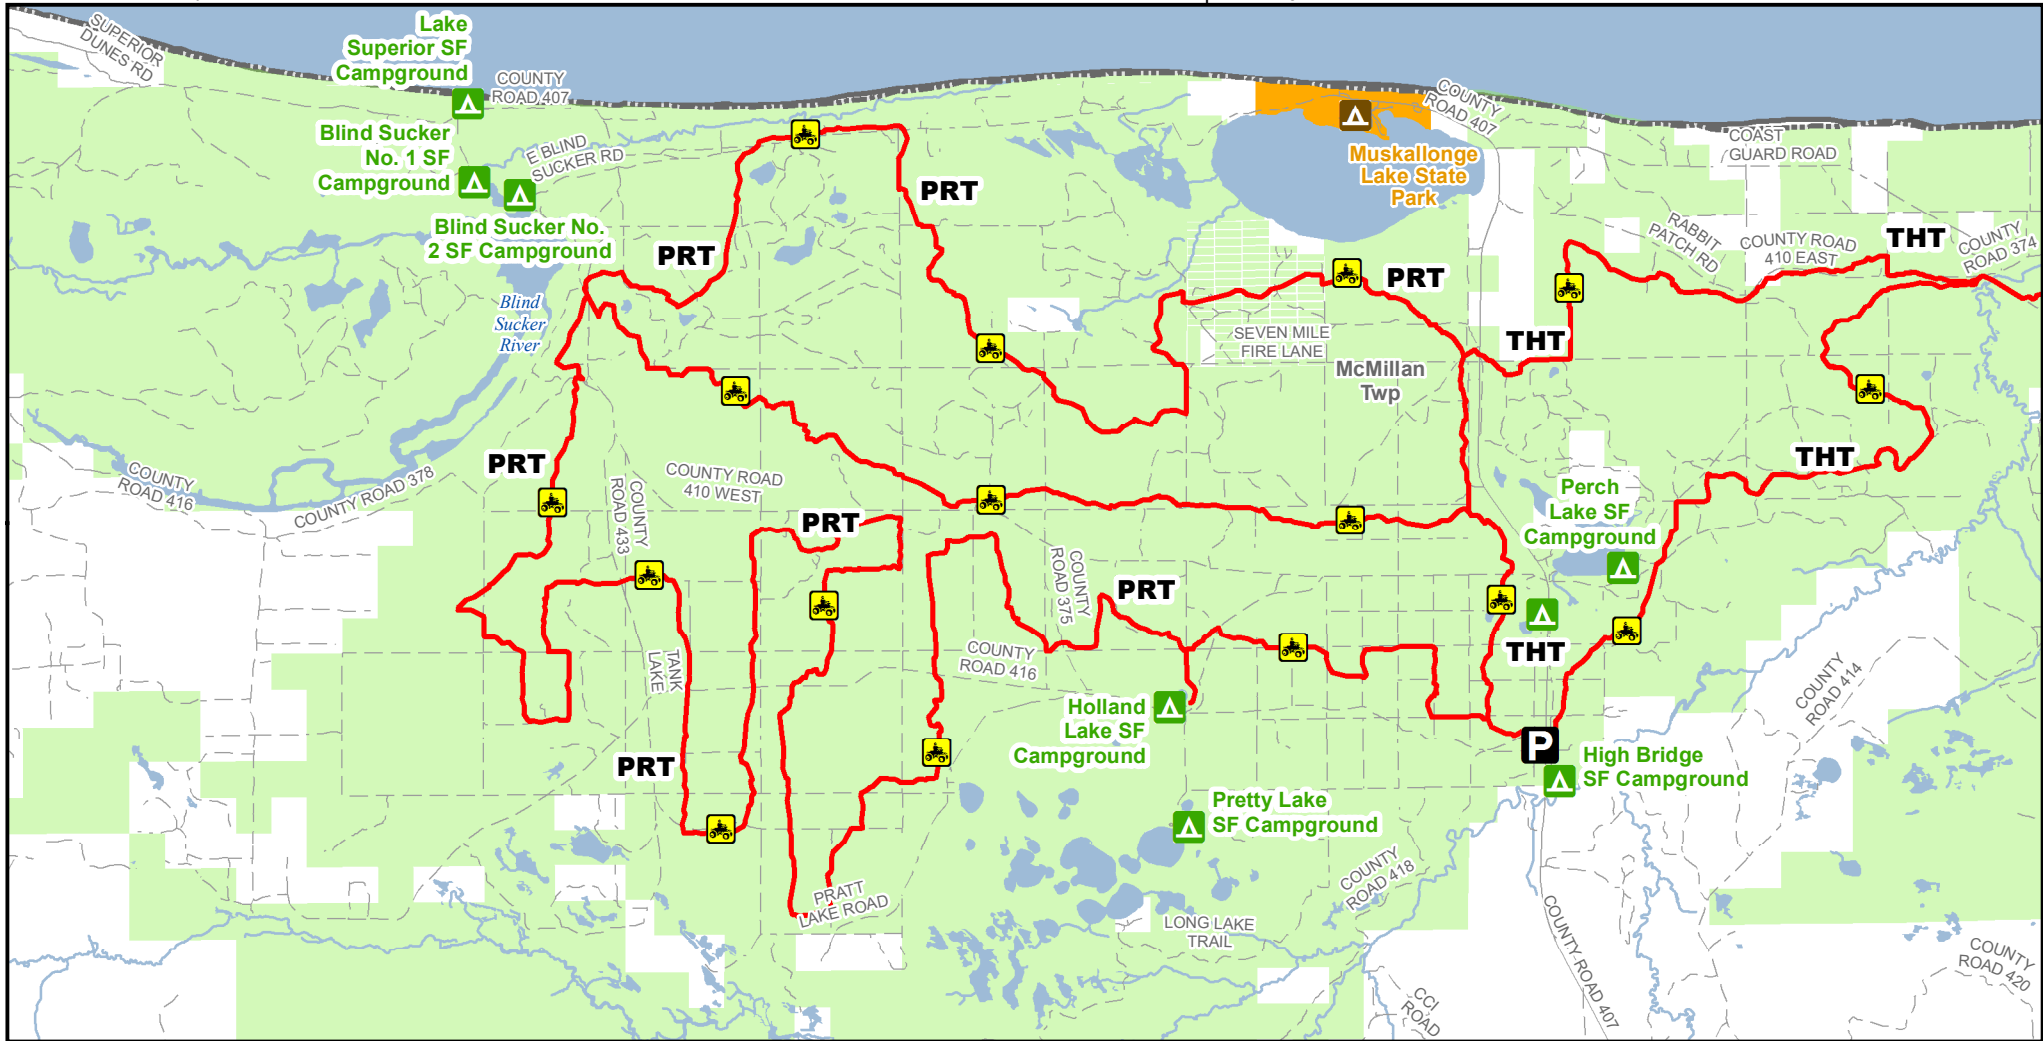 SUPERIOR
DUNES RD
Lake
Superior SF
Campground
COUNTY
ROAD 407
Blind Sucker
No. 1 SF
Campground
E BLIND
SUCKER RD
Blind Sucker No.
2 SF Campground
Blind
Sucker
River
PRT
PRT
Muskallonge
Lake State
Park
COUNTY
ROAD 407
COAST
GUARD ROAD
RABBIT
PATCH RD
COUNTY ROAD
410 EAST
THT
COUNTY
ROAD 374
PRT
SEVEN MILE
FIRE LANE
McMillan
Twp
THT
THT
COUNTY
ROAD 416
COUNTY ROAD 378
PRT
COUNTY
ROAD 433
COUNTY ROAD
410 WEST
PRT
Perch
Lake SF
Campground
COUNTY
ROAD 375
PRT
COUNTY
ROAD 416
TANK
LAKE
THT
COUNTY
ROAD 414
Holland
Lake SF
Campground
P
High Bridge
SF Campground
PRT
Pretty Lake
SF Campground
PRATT
LAKE ROAD
COUNTY
ROAD 418
LONG LAKE
TRAIL
COUNTY ROAD 407
CCI
ROAD
COUNTY
ROAD 420